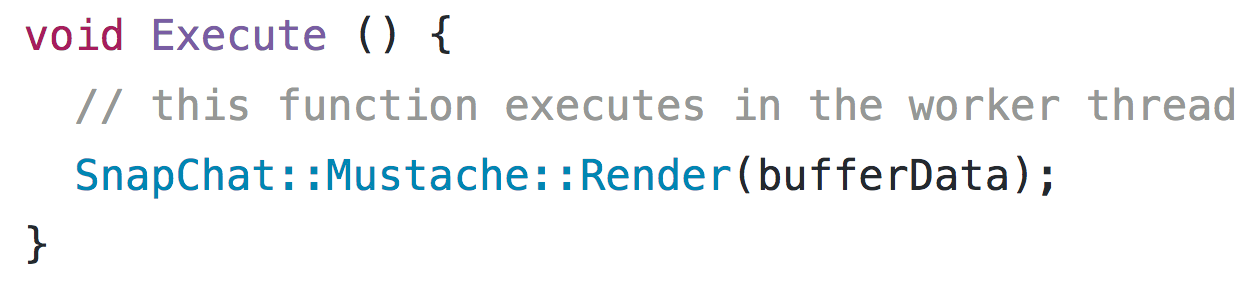 void Execute () {
// this function executes in the worker thread
SnapChat::Mustache::Render(bufferData);
}